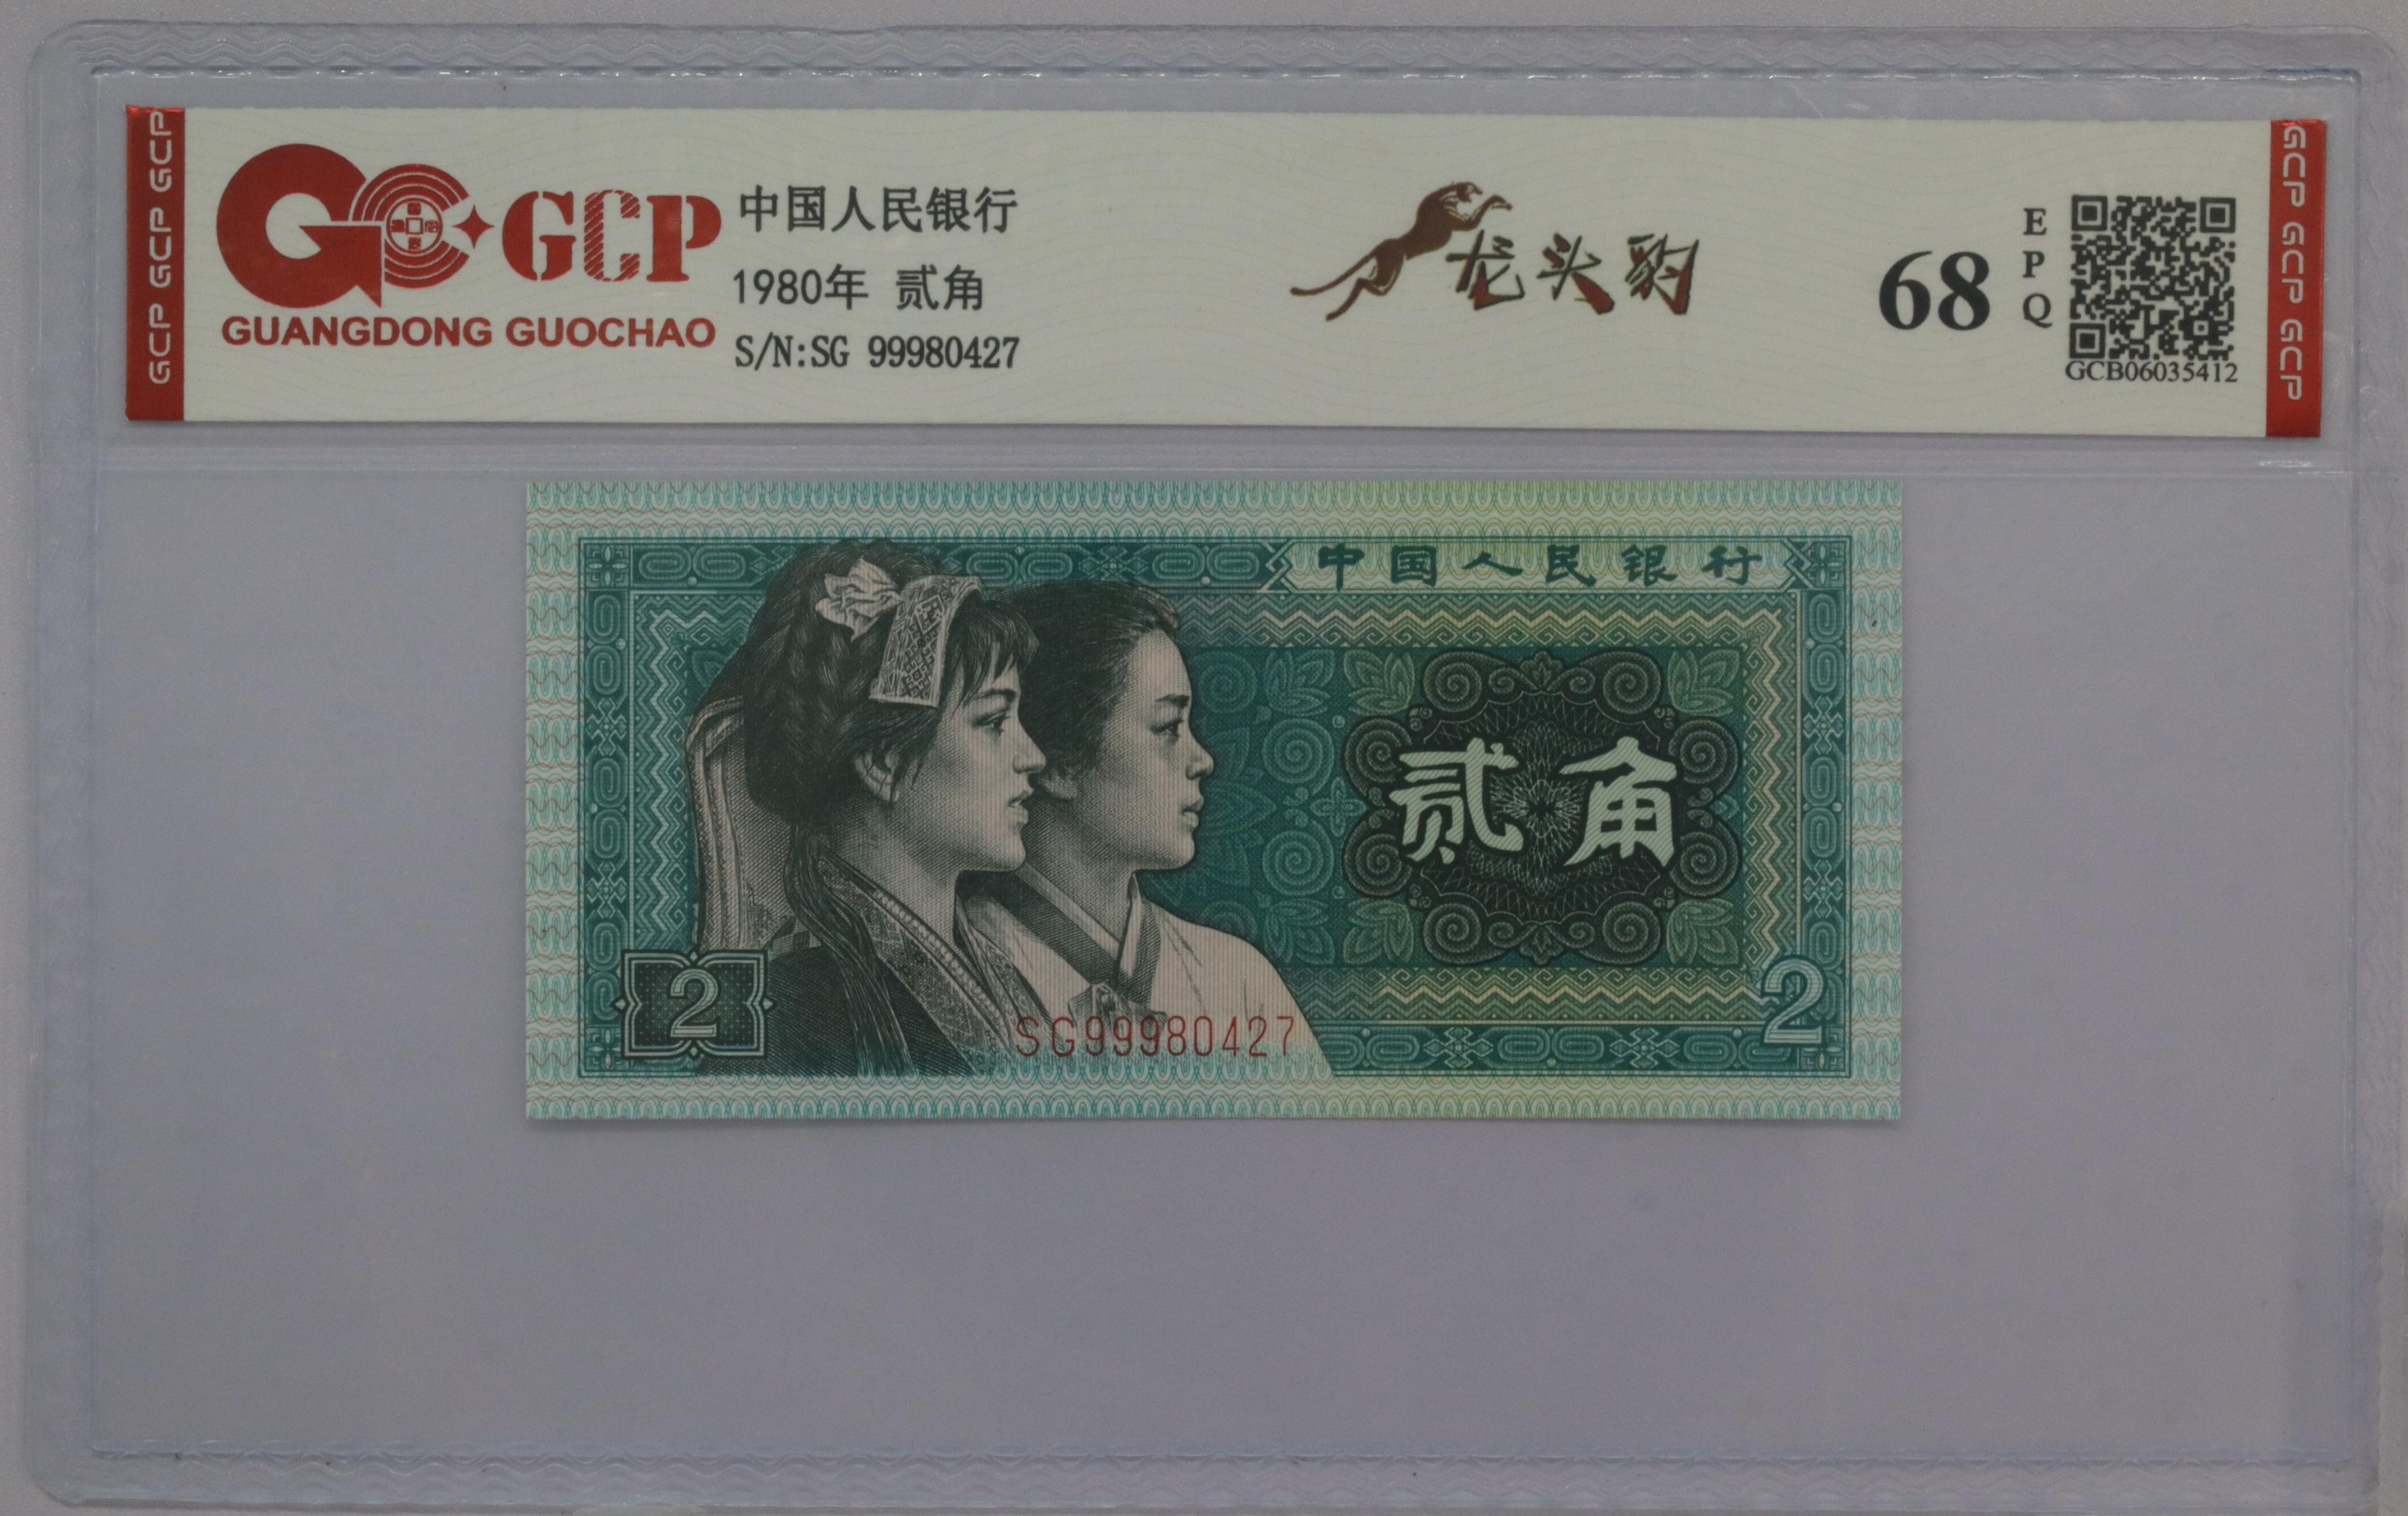 GCP GCP GCP
GCP
GUANGDONG GUOCHAO
中国人民银行
1980年 贰角
S/N:SG 99980427
龙头豹
68
EPQ
GCB06035412
GCP GCP GCP
中国人民银行
贰角
2
2
SG99980427